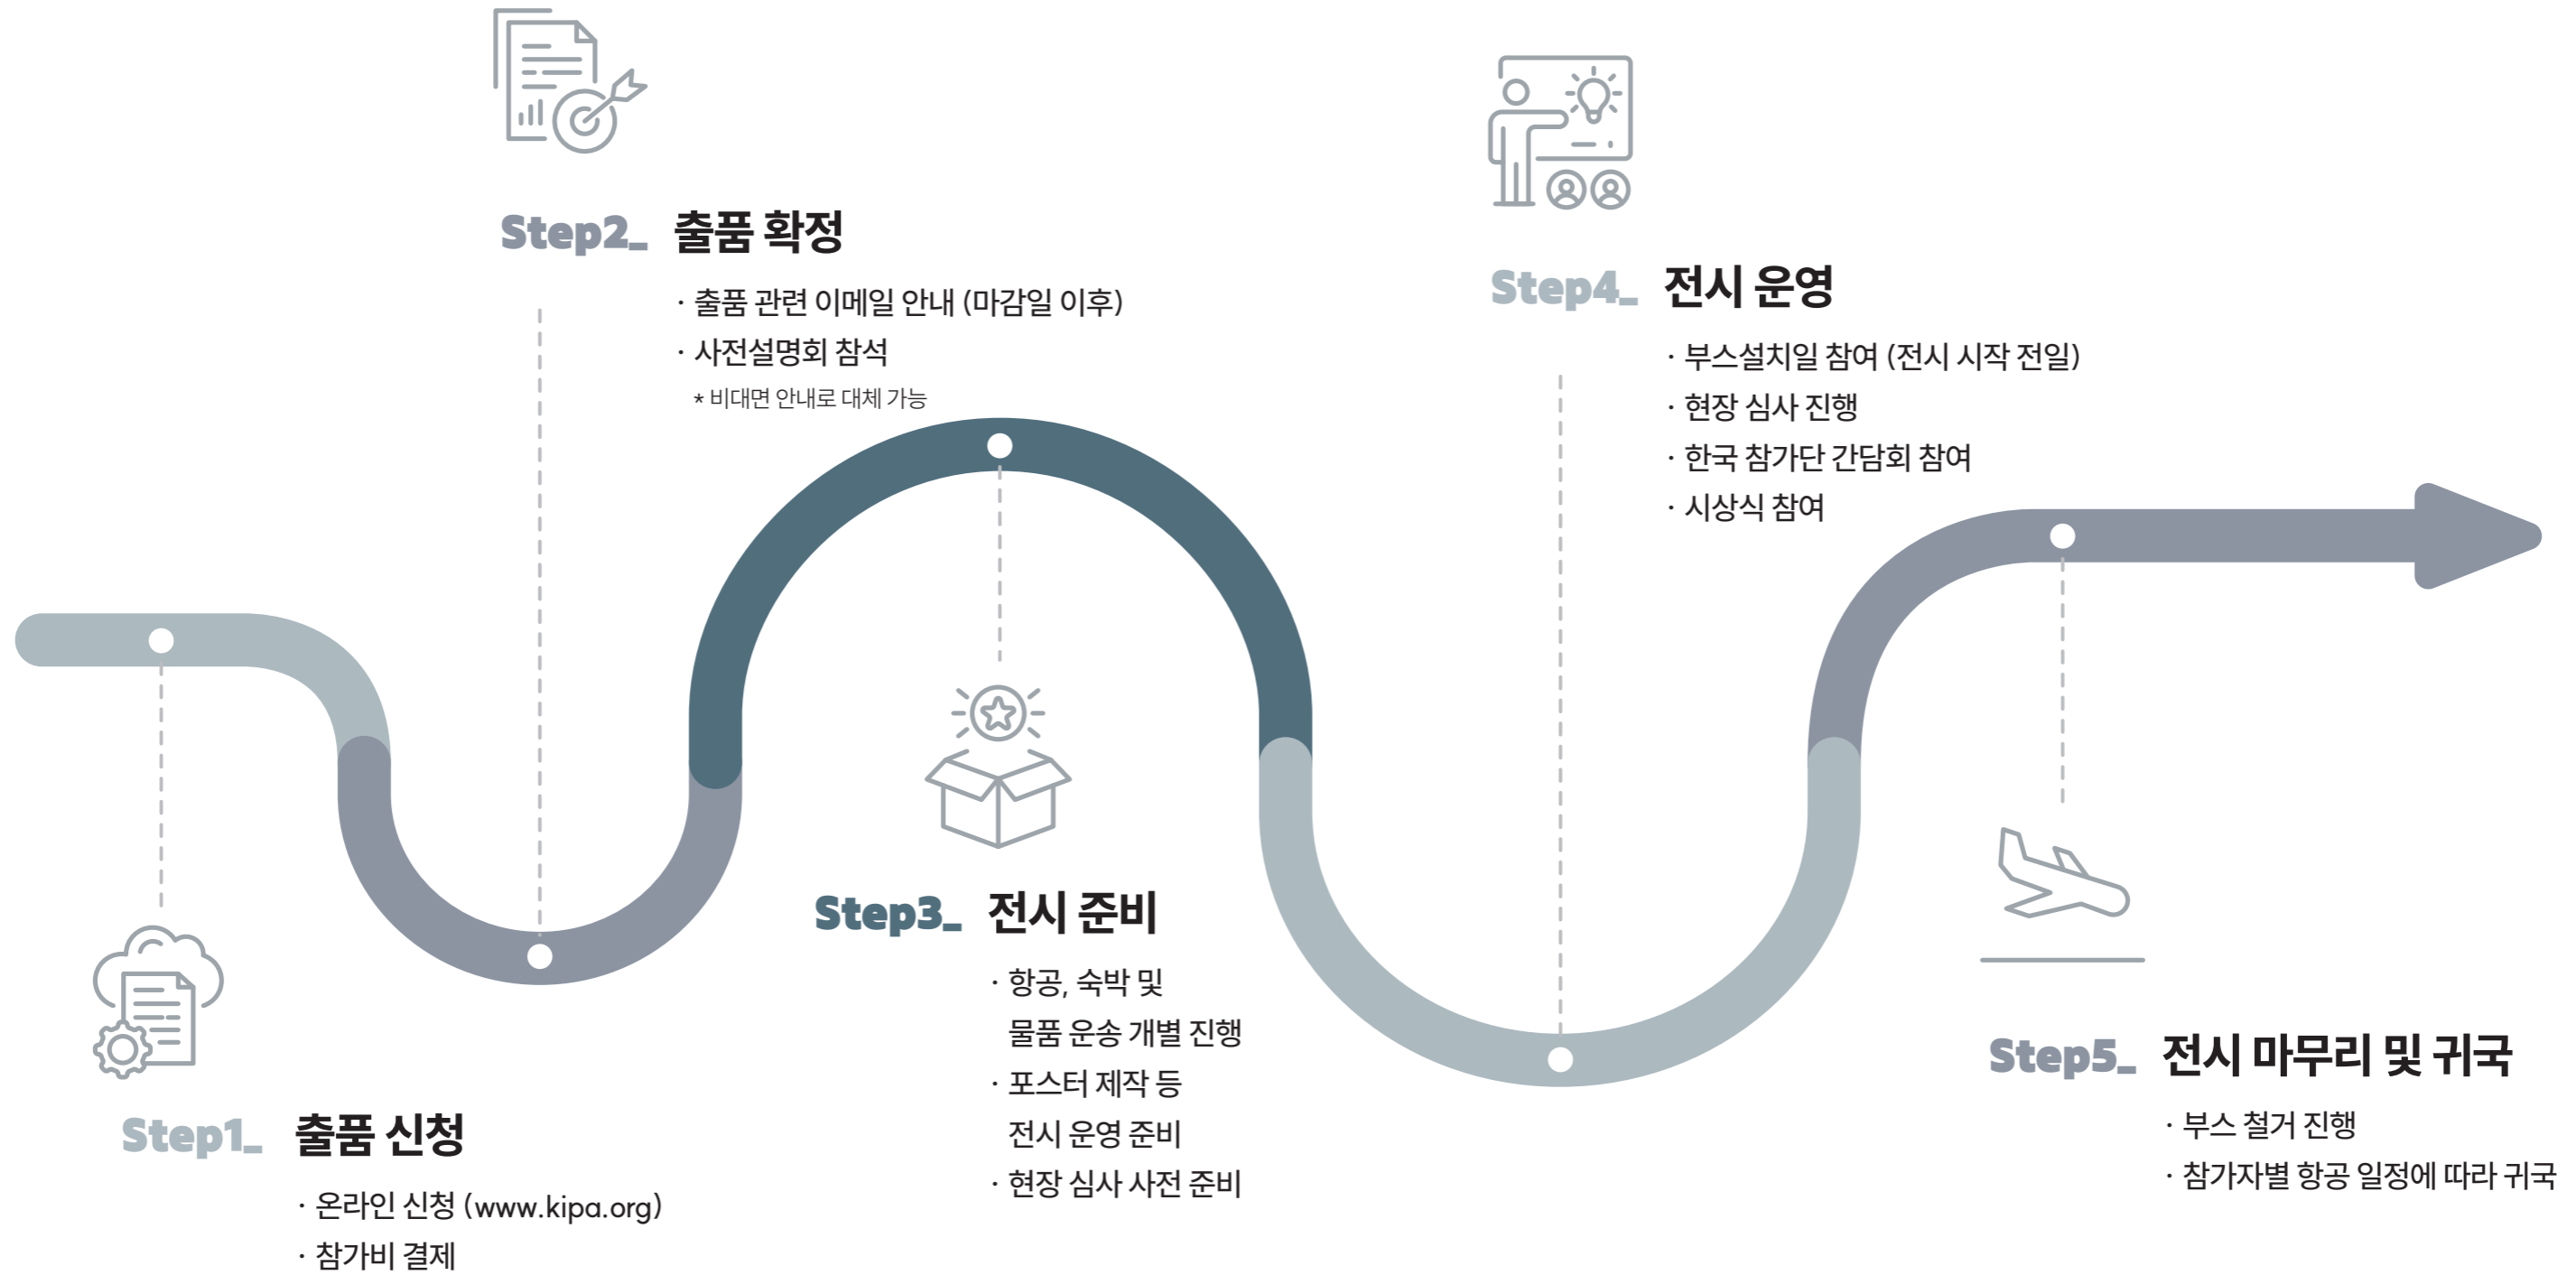 Step1_ 출품 신청
· 온라인 신청 (www.kipa.org)
· 참가비 결제
Step2_ 출품 확정
· 출품 관련 이메일 안내 (마감일 이후)
· 사전설명회 참석
* 비대면 안내로 대체 가능
Step3_ 전시 준비
· 항공, 숙박 및
물품 운송 개별 진행
· 포스터 제작 등
전시 운영 준비
· 현장 심사 사전 준비
Step4_ 전시 운영
· 부스설치일 참여 (전시 시작 전일)
· 현장 심사 진행
· 한국 참가단 간담회 참여
· 시상식 참여
Step5_ 전시 마무리 및 귀국
· 부스 철거 진행
· 참가자별 항공 일정에 따라 귀국